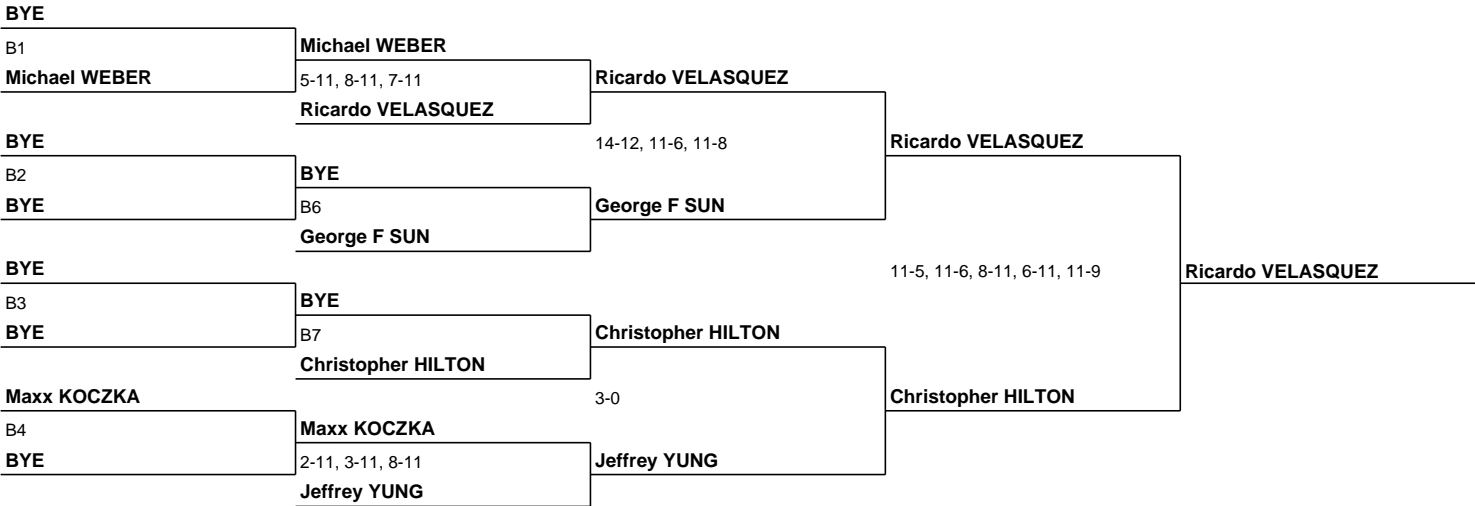 BYE
B1
Michael WEBER
Michael WEBER
5-11, 8-11, 7-11
Ricardo VELASQUEZ
Ricardo VELASQUEZ
BYE
B2
BYE
BYE
B6
George F SUN
14-12, 11-6, 11-8
George F SUN
Ricardo VELASQUEZ
BYE
B3
BYE
BYE
B7
Christopher HILTON
Christopher HILTON
Maxx KOCZKA
B4
BYE
Maxx KOCZKA
2-11, 3-11, 8-11
Jeffrey YUNG
3-0
Jeffrey YUNG
Christopher HILTON
11-5, 11-6, 8-11, 6-11, 11-9
Ricardo VELASQUEZ